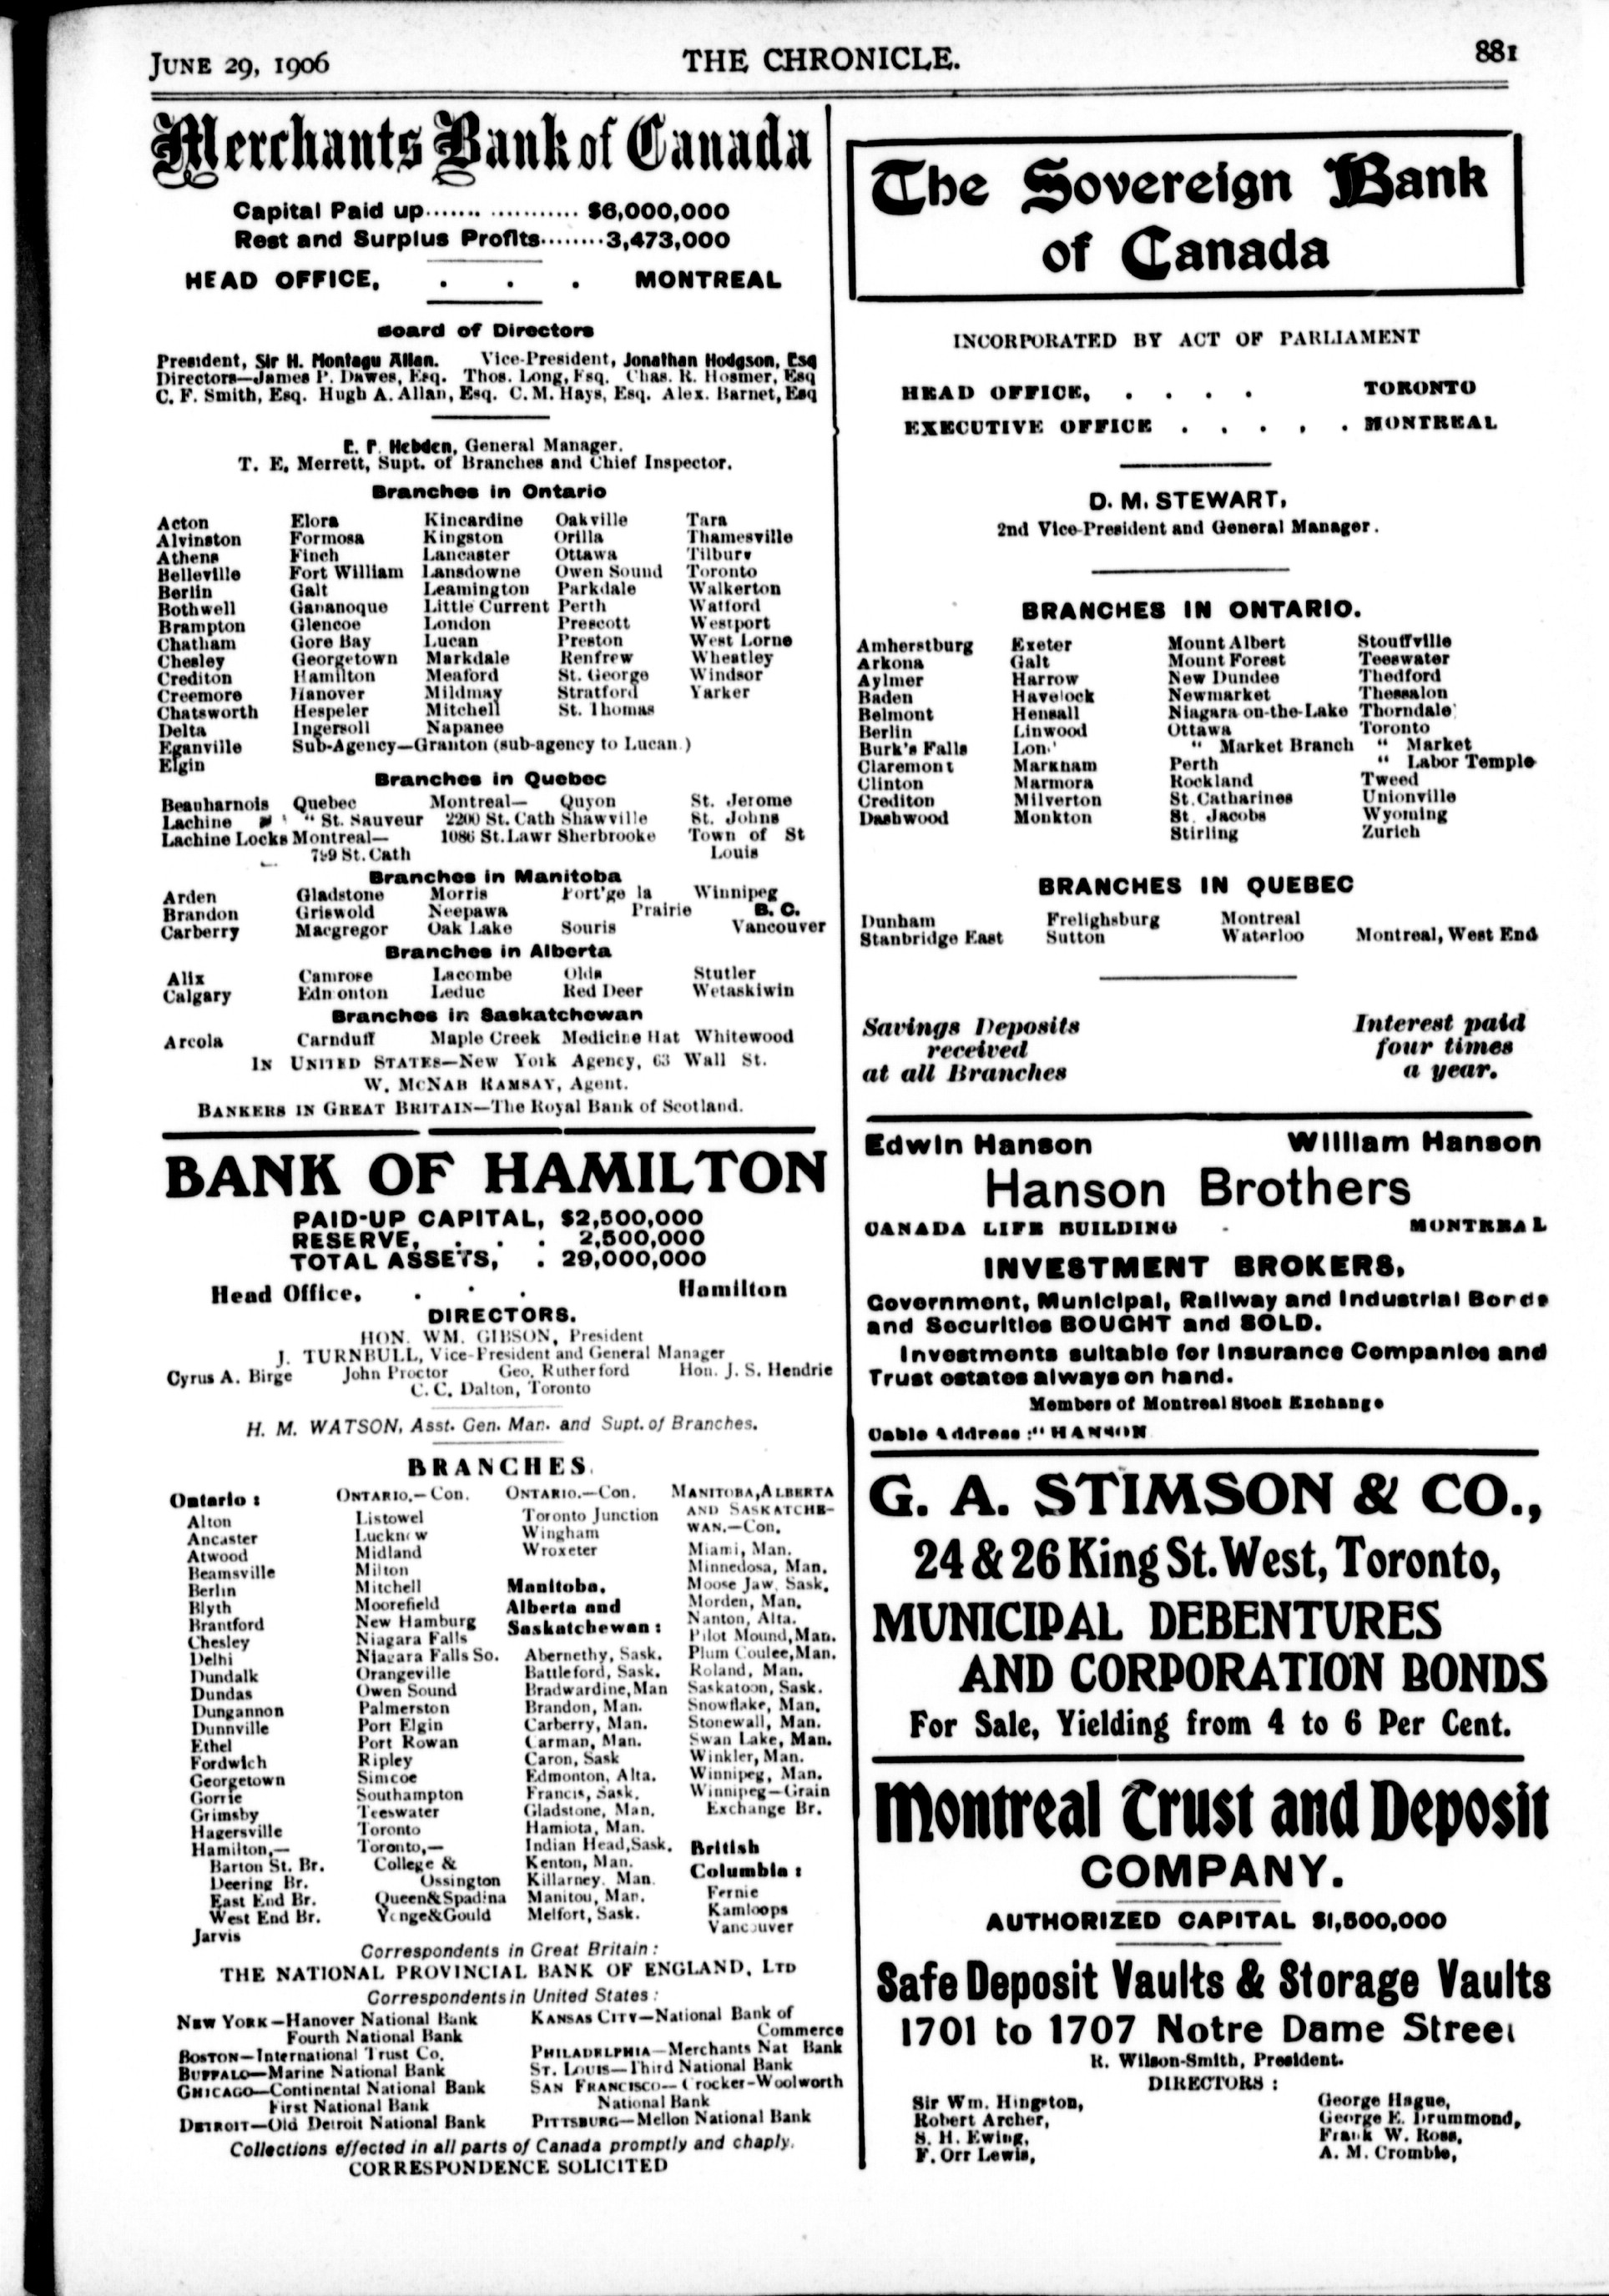 JUNE 29, 1906 THE CHRONICLE. 881
Merchants Bank of Canada
Capital Paid up....... ........... $6,000,000
Rest and Surplus Profits........3,473,000
HEAD OFFICE, . . . MONTREAL
Board of Directors
President, Sir H. Montagu Allan. Vice-President, Jonathan Hodgson, Esq
Directors—James P. Dawes, Esq. Thos. Long, Esq. Chas. R. Hosmer, Esq
C. F. Smith, Esq. Hugh A. Allan, Esq. C. M. Hays, Esq. Alex. Barnet, Esq
E. F. Hebden, General Manager.
T. E. Merrett, Supt. of Branches and Chief Inspector.
Branches in Ontario
Acton Elora Kincardine Oakville Tara
Alvinston Formosa Kingston Orilla Thamesville
Athens Finch Lancaster Ottawa Tilbury
Belleville Fort William Lansdowne Owen Sound Toronto
Berlin Galt Leamington Parkdale Walkerton
Bothwell Gananoque Little Current Perth Watford
Brampton Glencoe London Prescott Westport
Chatham Gore Bay Lucan Preston West Lorne
Chesley Georgetown Markdale Renfrew Wheatley
Crediton Hamilton Meaford St. George Windsor
Creemore Hanover Mildmay Stratford Yarker
Chatsworth Hespeler Mitchell St. Thomas
Delta Ingersoll Napanee
Eganville Sub-Agency—Granton (sub-agency to Lucan.)
Elgin
Branches in Quebec
Beauharnois Quebec Montreal— Quyon St. Jerome
Lachine " St. Sauveur 2200 St. Cath Shawville St. Johns
Lachine Locks Montreal— 1086 St. Lawr Sherbrooke Town of St
799 St. Cath Louis
Branches in Manitoba
Arden Gladstone Morris Port'ge la Winnipeg
Brandon Griswold Neepawa Prairie B. C.
Carberry Macgregor Oak Lake Souris Vancouver
Branches in Alberta
Alix Camrose Lacombe Olds Stutler
Calgary Edmonton Leduc Red Deer Wetaskiwin
Branches in Saskatchewan
Arcola Carnduff Maple Creek Medicine Hat Whitewood
IN UNITED STATES—New York Agency, 63 Wall St.
W. MCNAB RAMSAY, Agent.
BANKERS IN GREAT BRITAIN—The Royal Bank of Scotland.
BANK OF HAMILTON
PAID-UP CAPITAL, $2,500,000
RESERVE, . . . 2,500,000
TOTAL ASSETS, . 29,000,000
Head Office, . . . Hamilton
DIRECTORS.
HON. WM. GIBSON, President
J. TURNBULL, Vice-President and General Manager
Cyrus A. Birge John Proctor Geo. Rutherford Hon. J. S. Hendrie
C. C. Dalton, Toronto
H. M. WATSON, Asst. Gen. Man. and Supt. of Branches.
BRANCHES.
Ontario:
Alton
Ancaster
Atwood
Beamsville
Berlin
Blyth
Brantford
Chesley
Delhi
Dundalk
Dundas
Dungannon
Dunnville
Ethel
Fordwich
Georgetown
Gorrie
Grimsby
Hagersville
Hamilton,—
Barton St. Br.
Deering Br.
East End Br.
West End Br.
Jarvis
ONTARIO,—Con.
Listowel
Lucknow
Midland
Milton
Mitchell
Moorefield
New Hamburg
Niagara Falls
Niagara Falls So.
Orangeville
Owen Sound
Palmerston
Port Elgin
Port Rowan
Ripley
Simcoe
Southampton
Teeswater
Toronto
Toronto,—
College &
Ossington
Queen&Spadina
Yonge&Gould
ONTARIO.—Con.
Toronto Junction
Wingham
Wroxeter
Manitoba,
Alberta and
Saskatchewan:
Abernethy, Sask.
Battleford, Sask.
Bradwardine, Man
Brandon, Man.
Carberry, Man.
Carman, Man.
Caron, Sask
Edmonton, Alta.
Francis, Sask.
Gladstone, Man.
Hamiota, Man.
Indian Head, Sask.
Kenton, Man.
Killarney. Man.
Manitou, Man.
Melfort, Sask.
MANITOBA, ALBERTA
AND SASKATCHE-
WAN.—Con.
Miami, Man.
Minnedosa, Man.
Moose Jaw, Sask.
Morden, Man.
Nanton, Alta.
Pilot Mound, Man.
Plum Coulee, Man.
Roland, Man.
Saskatoon, Sask.
Snowflake, Man.
Stonewall, Man.
Swan Lake, Man.
Winkler, Man.
Winnipeg, Man.
Winnipeg—Grain
Exchange Br.
British
Columbia:
Fernie
Kamloops
Vancouver
Correspondents in Great Britain:
THE NATIONAL PROVINCIAL BANK OF ENGLAND, LTD
Correspondents in United States:
NEW YORK—Hanover National Bank
Fourth National Bank
BOSTON—International Trust Co.
BUFFALO—Marine National Bank
CHICAGO—Continental National Bank
First National Bank
DETROIT—Old Detroit National Bank
KANSAS CITY—National Bank of
Commerce
PHILADELPHIA—Merchants Nat Bank
ST. LOUIS—Third National Bank
SAN FRANCISCO—Crocker-Woolworth
National Bank
PITTSBURG—Mellon National Bank
Collections effected in all parts of Canada promptly and chaply.
CORRESPONDENCE SOLICITED
The Sovereign Bank
of Canada
INCORPORATED BY ACT OF PARLIAMENT
HEAD OFFICE, . . . . TORONTO
EXECUTIVE OFFICE . . . . . MONTREAL
D. M. STEWART,
2nd Vice-President and General Manager.
BRANCHES IN ONTARIO.
Amherstburg Exeter Mount Albert Stouffville
Arkona Galt Mount Forest Teeswater
Aylmer Harrow New Dundee Thedford
Baden Havelock Newmarket Thessalon
Belmont Hensall Niagara-on-the-Lake Thorndale
Berlin Linwood Ottawa Toronto
Burk's Falls Lon " Market Branch " Market
Claremont Markham Perth " Labor Temple
Clinton Marmora Rockland Tweed
Crediton Milverton St. Catharines Unionville
Dashwood Monkton St. Jacobs Wyoming
Stirling Zurich
BRANCHES IN QUEBEC
Dunham Frelighsburg Montreal
Stanbridge East Sutton Waterloo Montreal, West End
Savings Deposits Interest paid
received four times
at all Branches a year.
Edwin Hanson William Hanson
Hanson Brothers
CANADA LIFE BUILDING - MONTREAL
INVESTMENT BROKERS,
Government, Municipal, Railway and Industrial Bonds
and Securities BOUGHT and SOLD.
Investments suitable for Insurance Companies and
Trust estates always on hand.
Members of Montreal Stock Exchange
Cable Address: "HANSON
G. A. STIMSON & CO.,
24 & 26 King St. West, Toronto,
MUNICIPAL DEBENTURES
AND CORPORATION BONDS
For Sale, Yielding from 4 to 6 Per Cent.
Montreal Trust and Deposit
COMPANY.
AUTHORIZED CAPITAL $1,500,000
Safe Deposit Vaults & Storage Vaults
1701 to 1707 Notre Dame Street
R. Wilson-Smith, President.
DIRECTORS:
Sir Wm. Hingston, George Hague,
Robert Archer, George E. Drummond,
S. H. Ewing, Frank W. Ross,
F. Orr Lewis, A. M. Crombie,